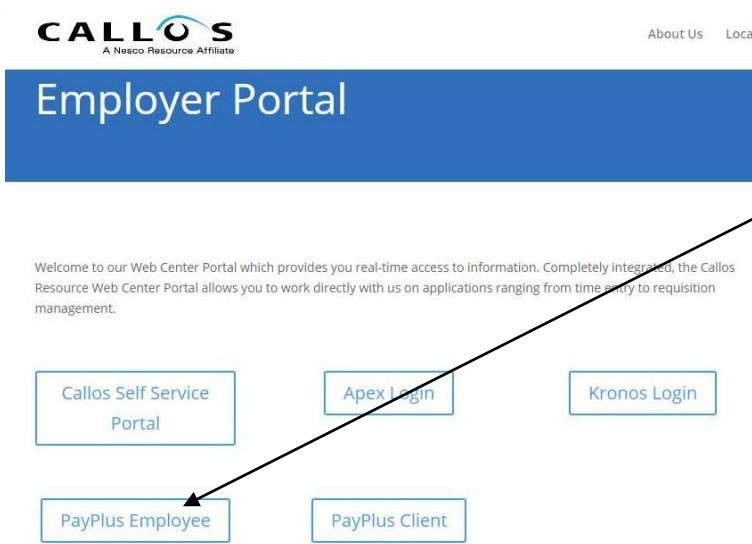 CALLOS
A Nesco Resource Affiliate
About Us Loca
Employer Portal
Welcome to our Web Center Portal which provides you real-time access to information. Completely integrated, the Callos
Resource Web Center Portal allows you to work directly with us on applications ranging from time entry to requisition
management.
Callos Self Service
Portal
Apex Login
Kronos Login
PayPlus Employee
PayPlus Client